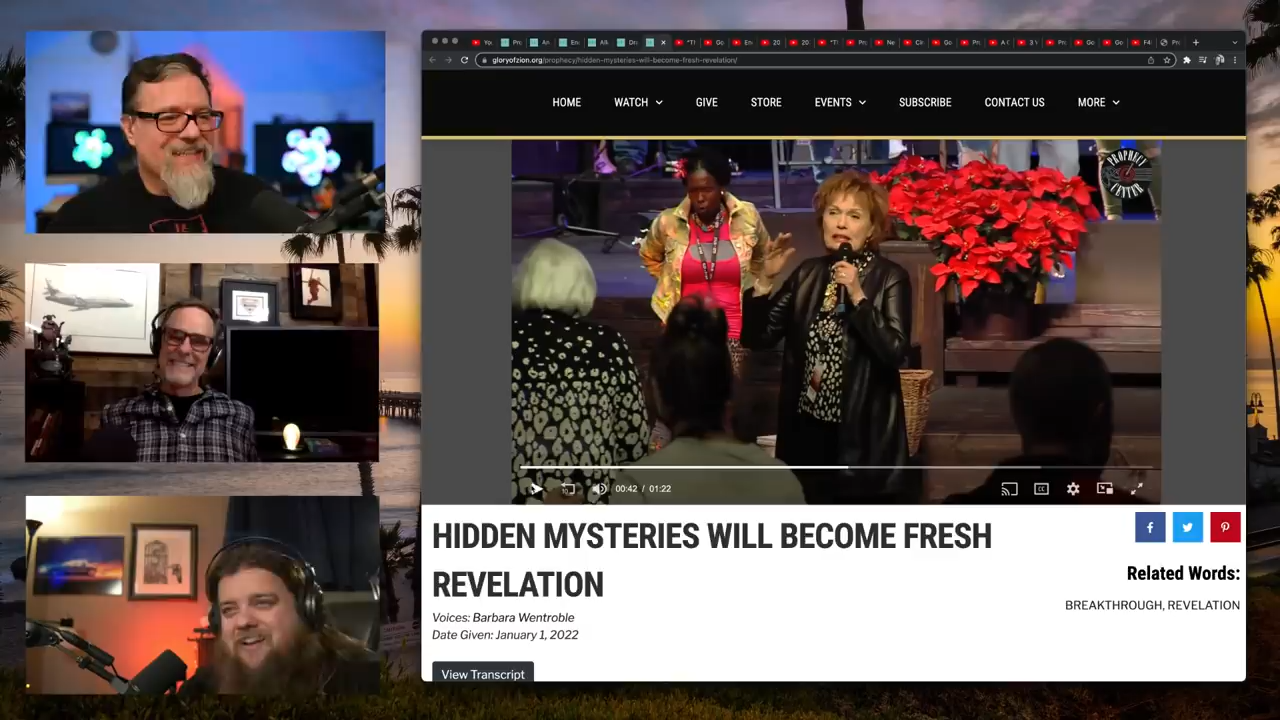 gloryofzion.org/prophecy/hidden-mysteries-will-become-fresh-revelation/
HOME WATCH GIVE STORE EVENTS SUBSCRIBE CONTACT US MORE
PROPHECY
CENTER
00:42 / 01:22
HIDDEN MYSTERIES WILL BECOME FRESH
REVELATION
Voices: Barbara Wentroble
Date Given: January 1, 2022
View Transcript
Related Words:
BREAKTHROUGH, REVELATION